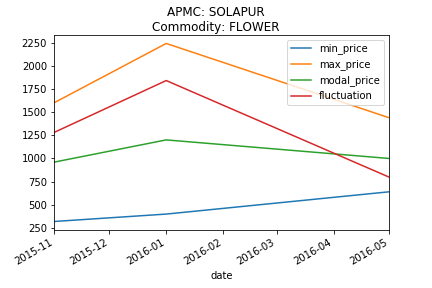 APMC: SOLAPUR
Commodity: FLOWER
min_price
max_price
modal_price
fluctuation
2250
2000
1750
1500
1250
1000
750
500
250
2015-11
2015-12
2016-01
2016-02
2016-03
2016-04
2016-05
date